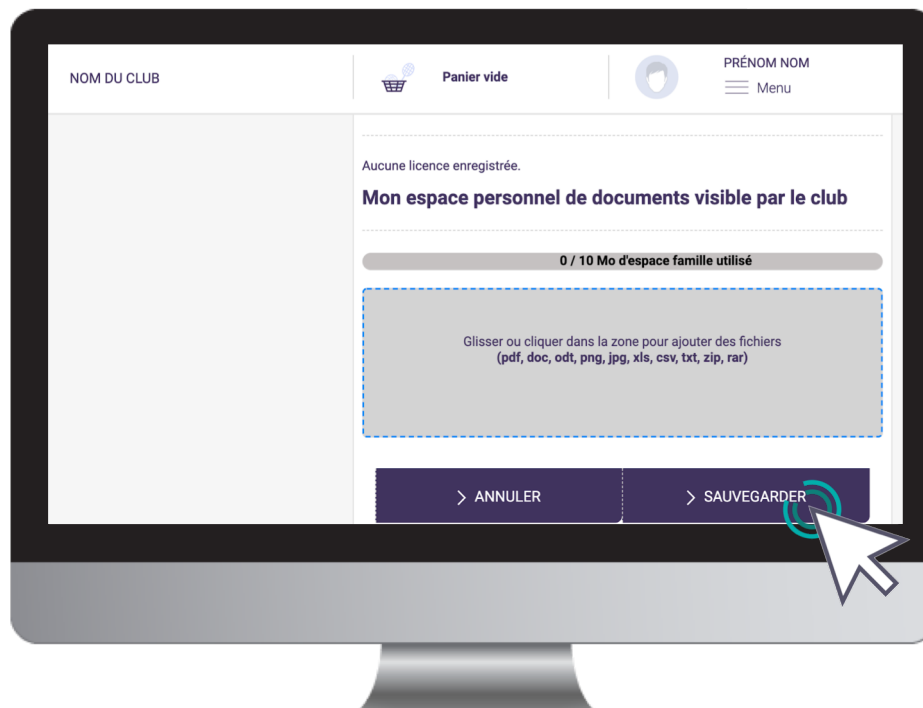 NOM DU CLUB
Panier vide
PRÉNOM NOM
Menu
Aucune licence enregistrée.
Mon espace personnel de documents visible par le club
0 / 10 Mo d'espace famille utilisé
Glisser ou cliquer dans la zone pour ajouter des fichiers
(pdf, doc, odt, png, jpg, xls, csv, txt, zip, rar)
ANNULER
SAUVEGARDER